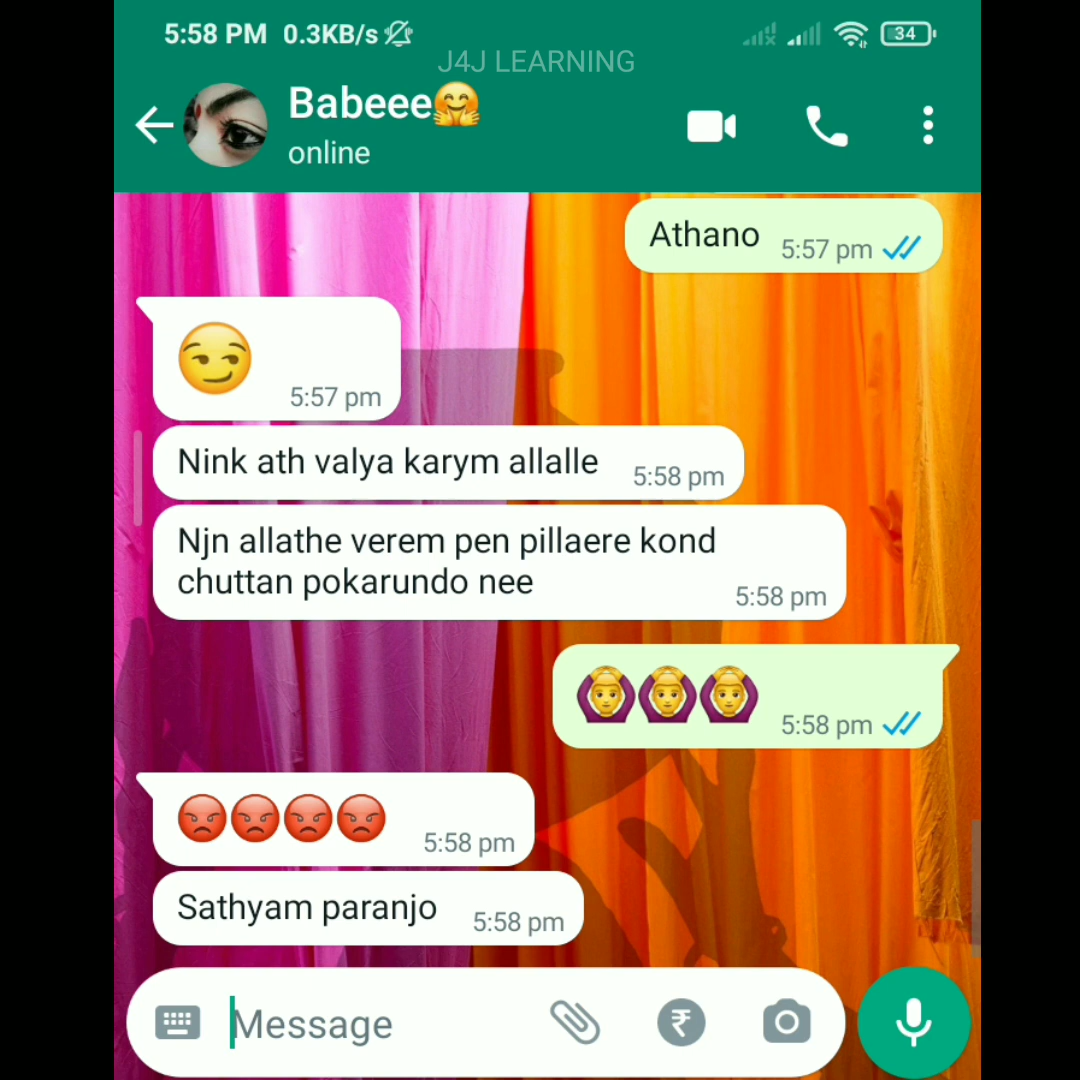 5:58 PM 0.3KB/s 34
J4J LEARNING
Babeee🤗
online
Athano 5:57 pm
😏 5:57 pm
Nink ath valya karym allalle 5:58 pm
Njn allathe verem pen pillaere kond
chuttan pokarundo nee 5:58 pm
🙆‍♂️🙆‍♂️🙆‍♂️ 5:58 pm
😡😡😡😡 5:58 pm
Sathyam paranjo 5:58 pm
Message